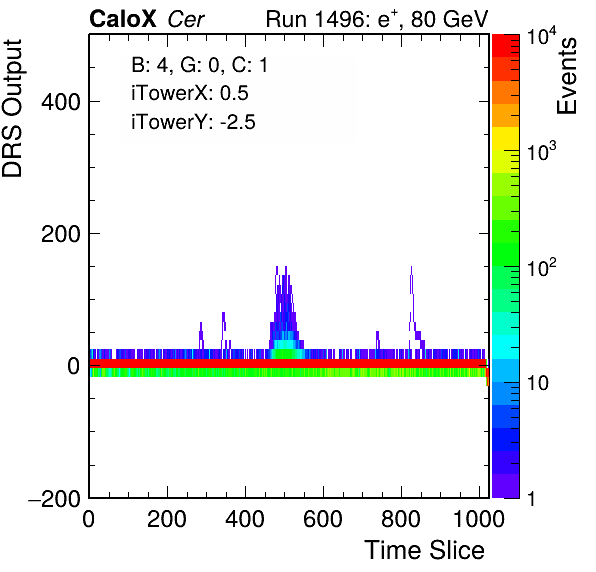 CaloX Cer Run 1496: e⁺, 80 GeV
B: 4, G: 0, C: 1
iTowerX: 0.5
iTowerY: -2.5
DRS Output
400
200
0
−200
0 200 400 600 800 1000
Time Slice
Events
10⁴
10³
10²
10
1